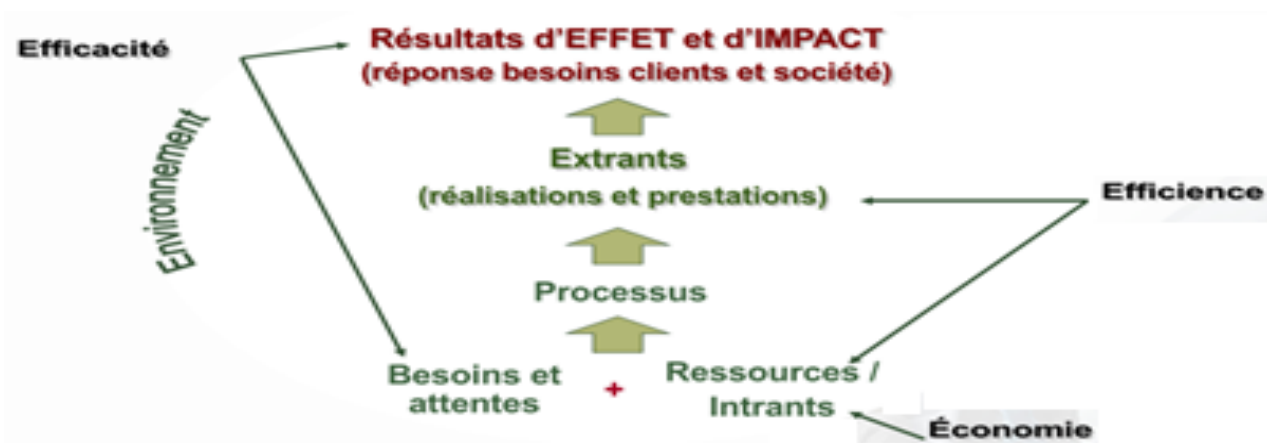 Efficacité
Résultats d'EFFET et d'IMPACT
(réponse besoins clients et société)
Environnement
Extrants
(réalisations et prestations)
Efficience
Processus
Besoins et
attentes
+
Ressources /
Intrants
Économie